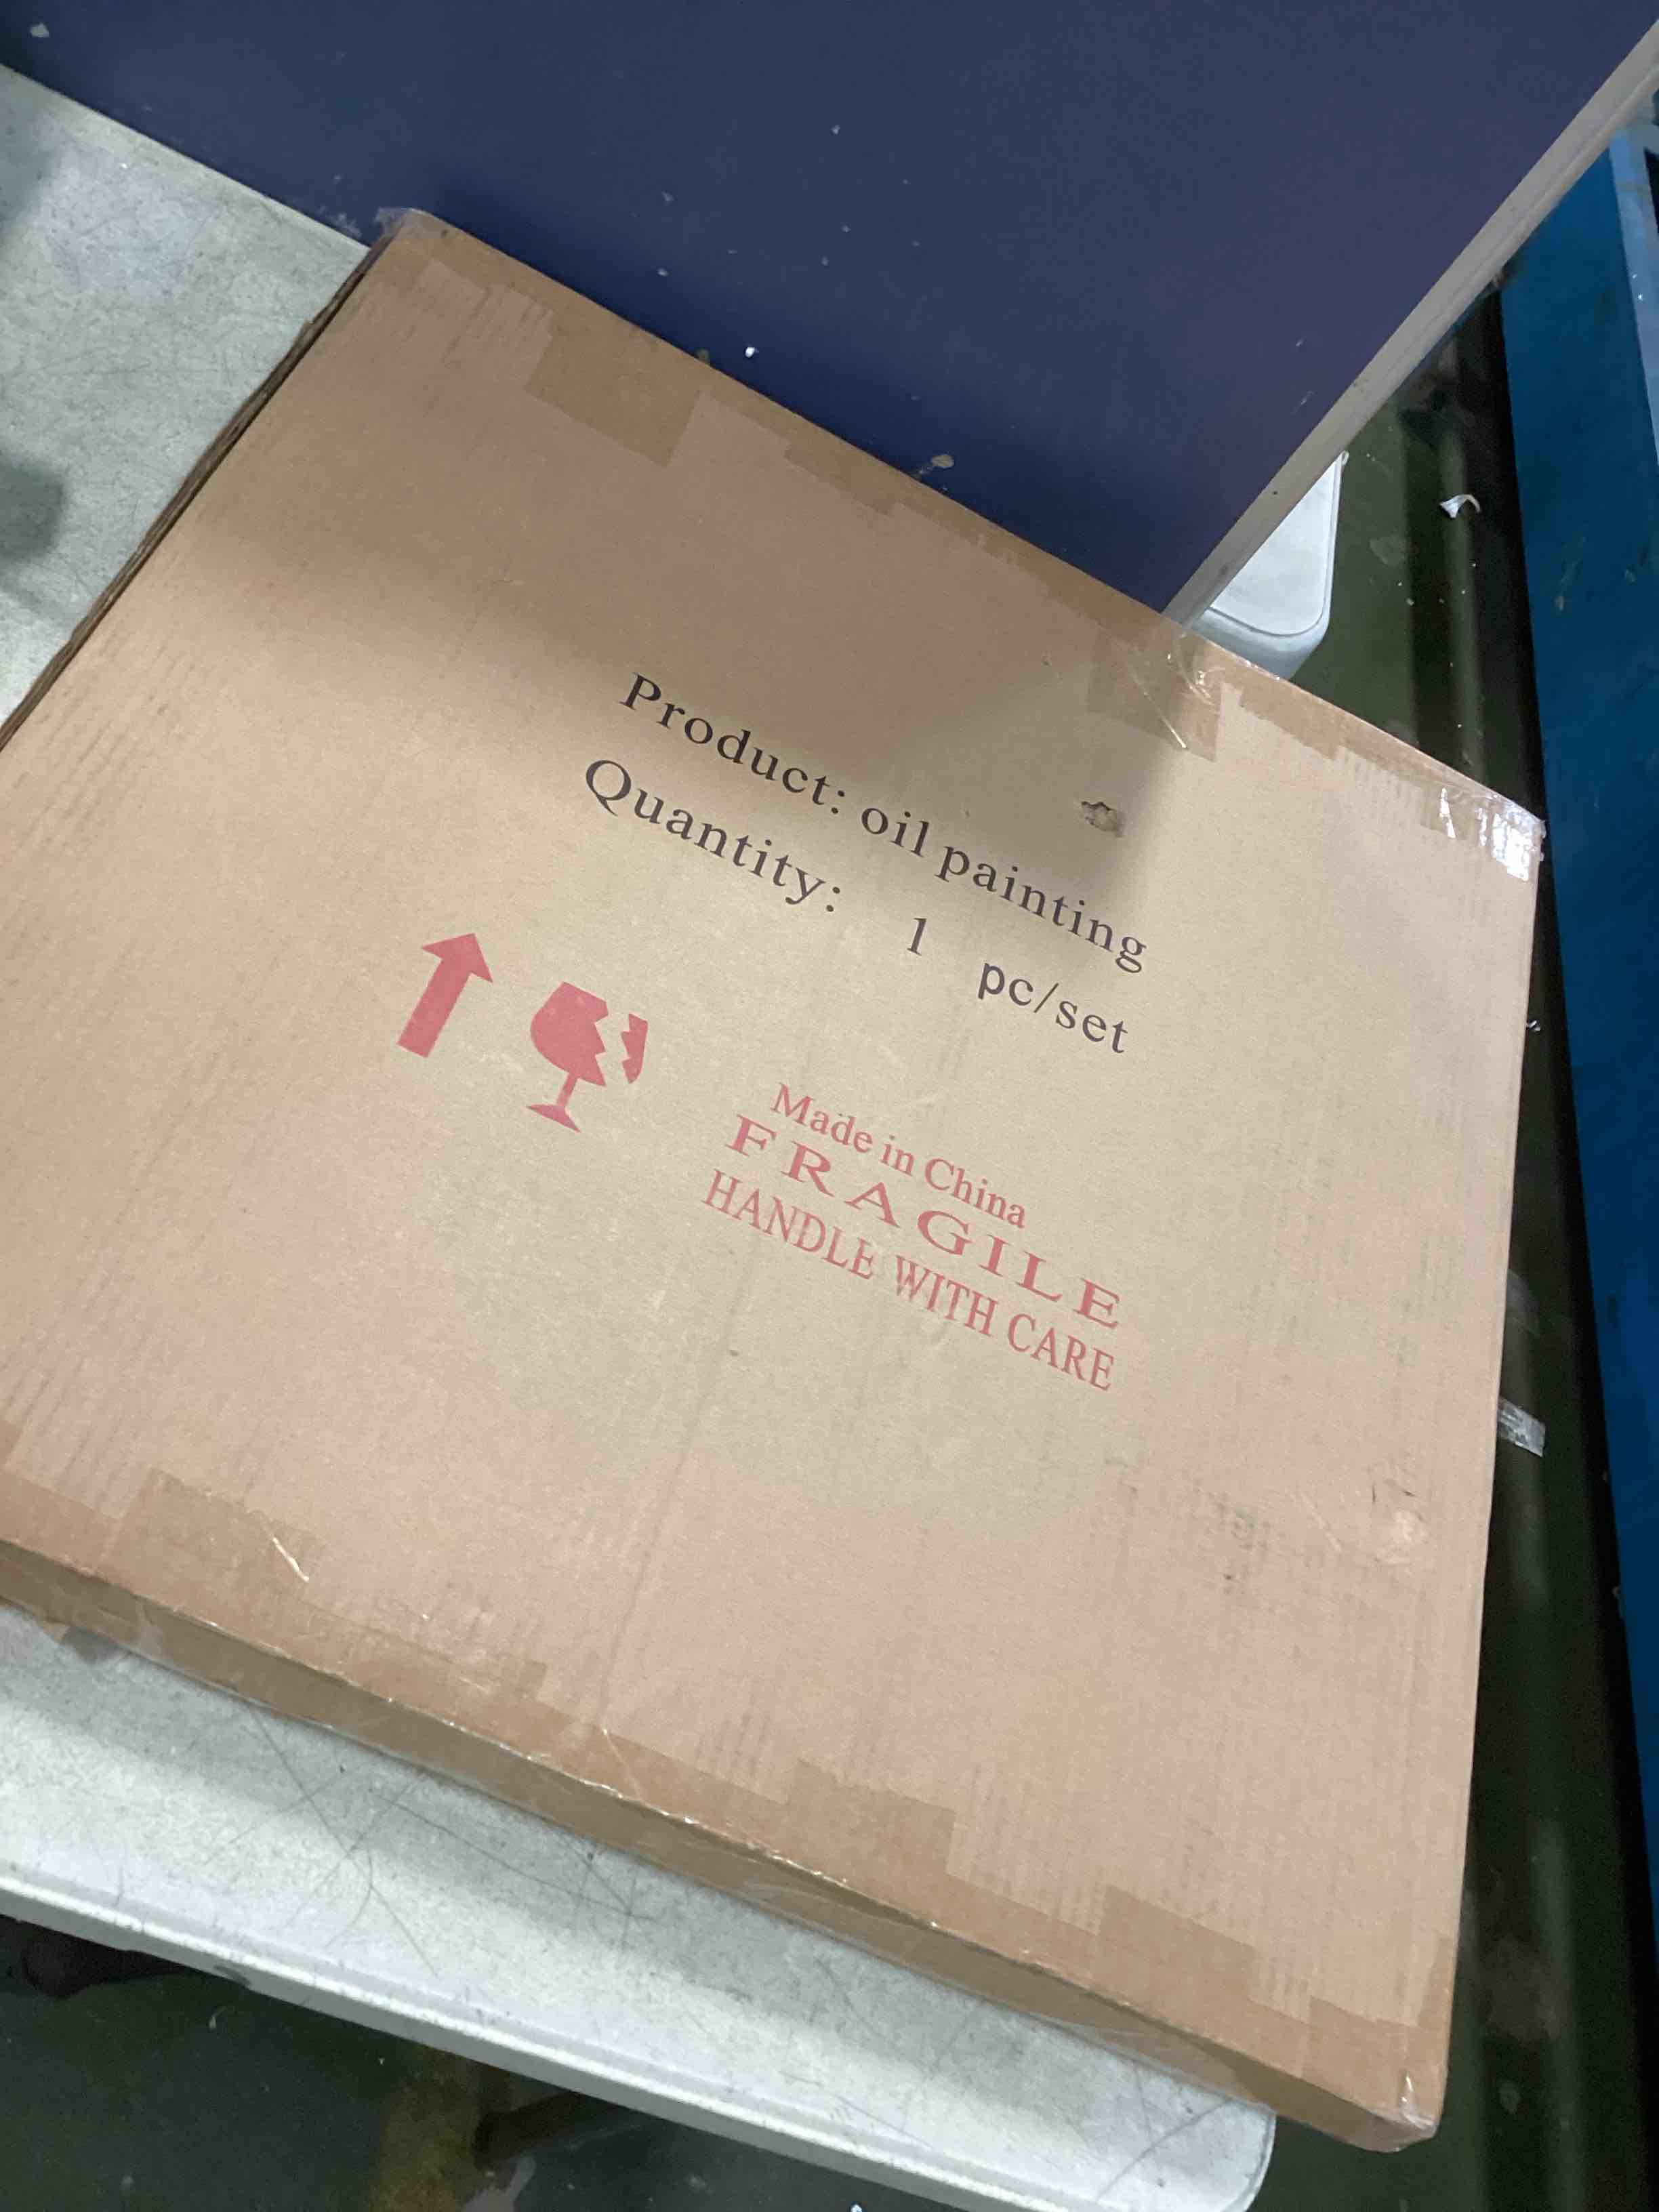 Product: oil painting
Quantity: 1 pc/set
Made in China
FRAGILE
HANDLE WITH CARE